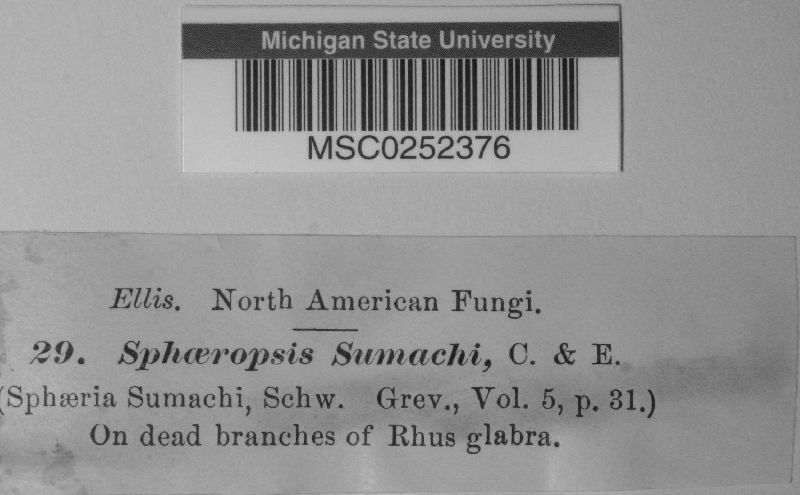 Michigan State University
MSC0252376
Ellis. North American Fungi.
29. Sphæropsis Sumachi, C. & E.
(Sphæria Sumachi, Schw. Grev., Vol. 5, p. 31.)
On dead branches of Rhus glabra.